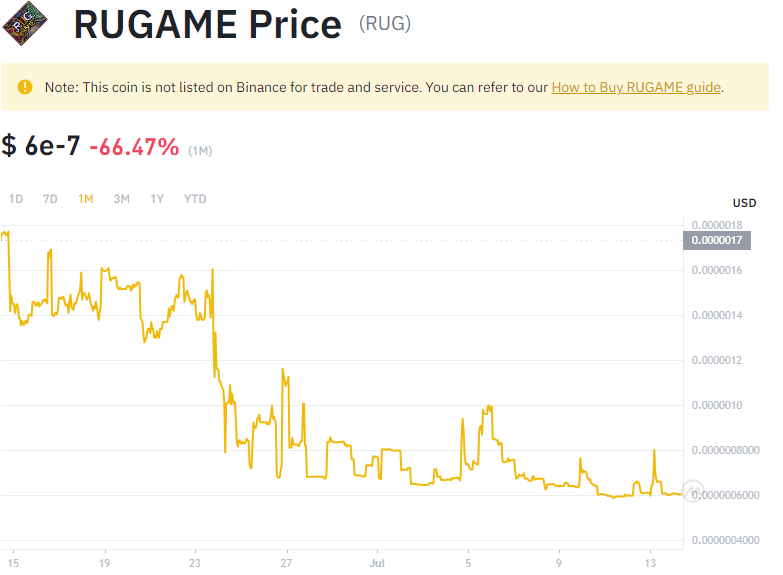 RUGAME Price (RUG)
Note: This coin is not listed on Binance for trade and service. You can refer to our How to Buy RUGAME guide.
$ 6e-7 -66.47% (1M)
1D 7D 1M 3M 1Y YTD
USD
0.0000018
0.0000017
0.0000016
0.0000014
0.0000012
0.0000010
0.0000008000
0.0000006000
0.0000004000
15 19 23 27 Jul 5 9 13